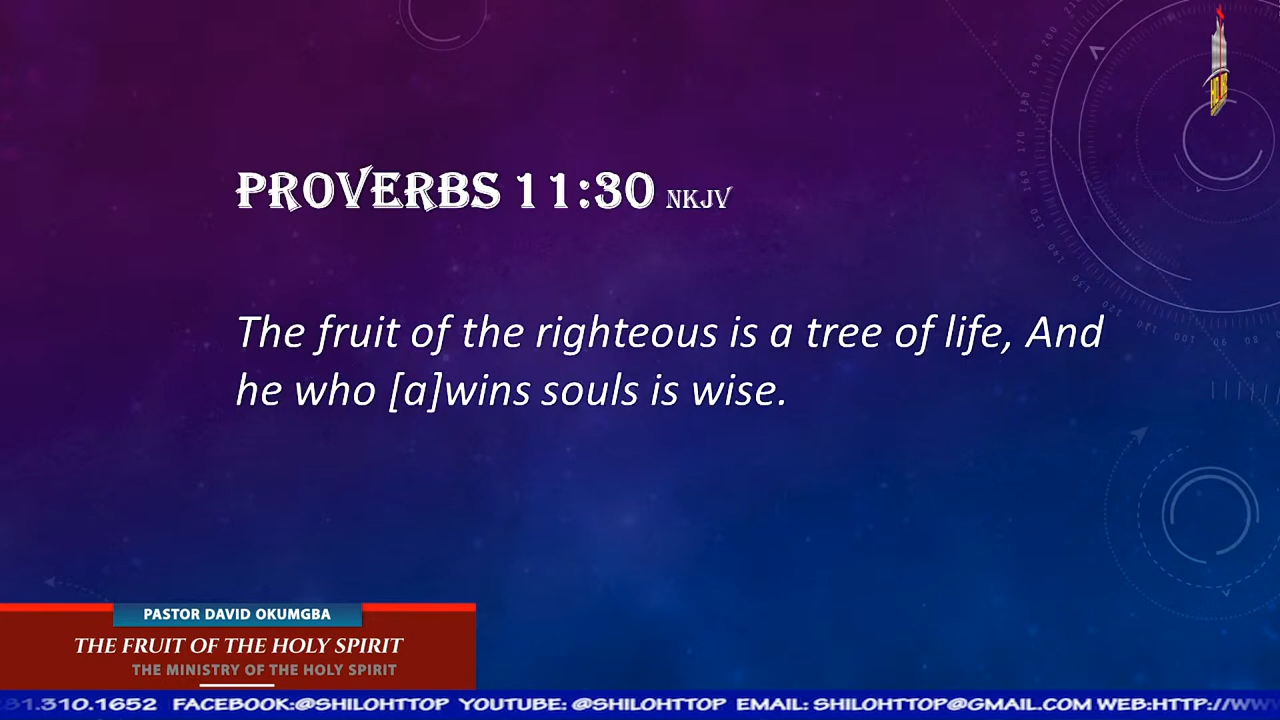 PROVERBS 11:30 NKJV
The fruit of the righteous is a tree of life, And
he who [a]wins souls is wise.
PASTOR DAVID OKUMGBA
THE FRUIT OF THE HOLY SPIRIT
THE MINISTRY OF THE HOLY SPIRIT
.310.1652 FACEBOOK:@SHILOHTTOP YOUTUBE: @SHILOHTTOP EMAIL: SHILOHTTOP@GMAIL.COM WEB:HTTP://WW